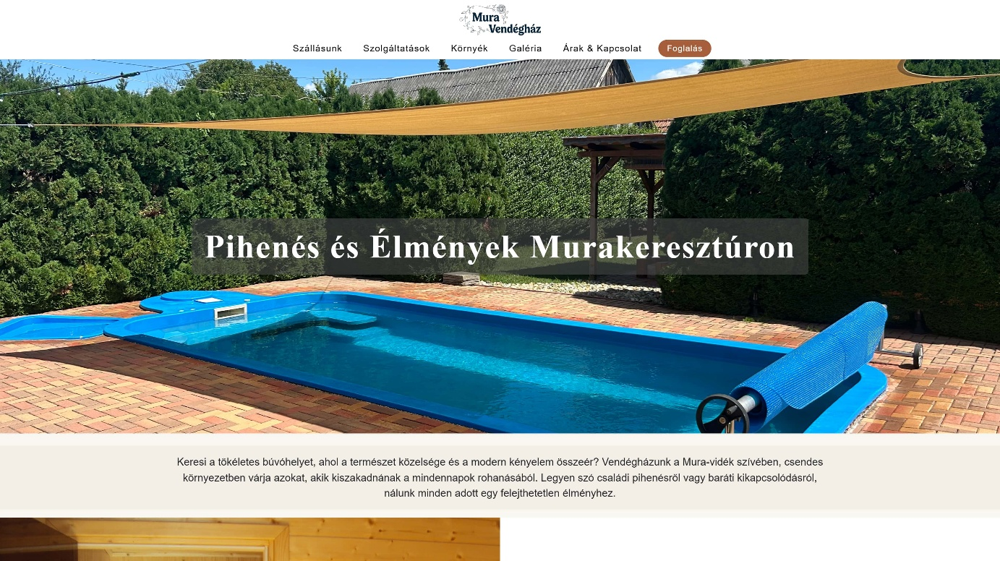 Mura
Vendégház
Szállásunk Szolgáltatások Környék Galéria Árak & Kapcsolat Foglalás
Pihenés és Élmények Murakeresztúron
Keresi a tökéletes búvóhelyet, ahol a természet közelsége és a modern kényelem összeér? Vendégházunk a Mura-vidék szívében, csendes
környezetben várja azokat, akik kiszakadnának a mindennapok rohanásából. Legyen szó családi pihenésről vagy baráti kikapcsolódásról,
nálunk minden adott egy felejthetetlen élményhez.